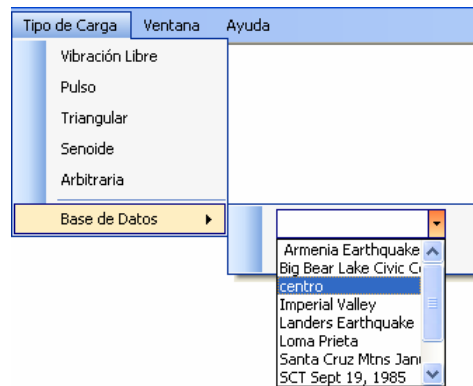 Tipo de Carga Ventana Ayuda
Vibración Libre
Pulso
Triangular
Senoide
Arbitraria
Base de Datos
Armenia Earthquake
Big Bear Lake Civic
centro
Imperial Valley
Landers Earthquake
Loma Prieta
Santa Cruz Mtns
SCT Sept 19, 1985